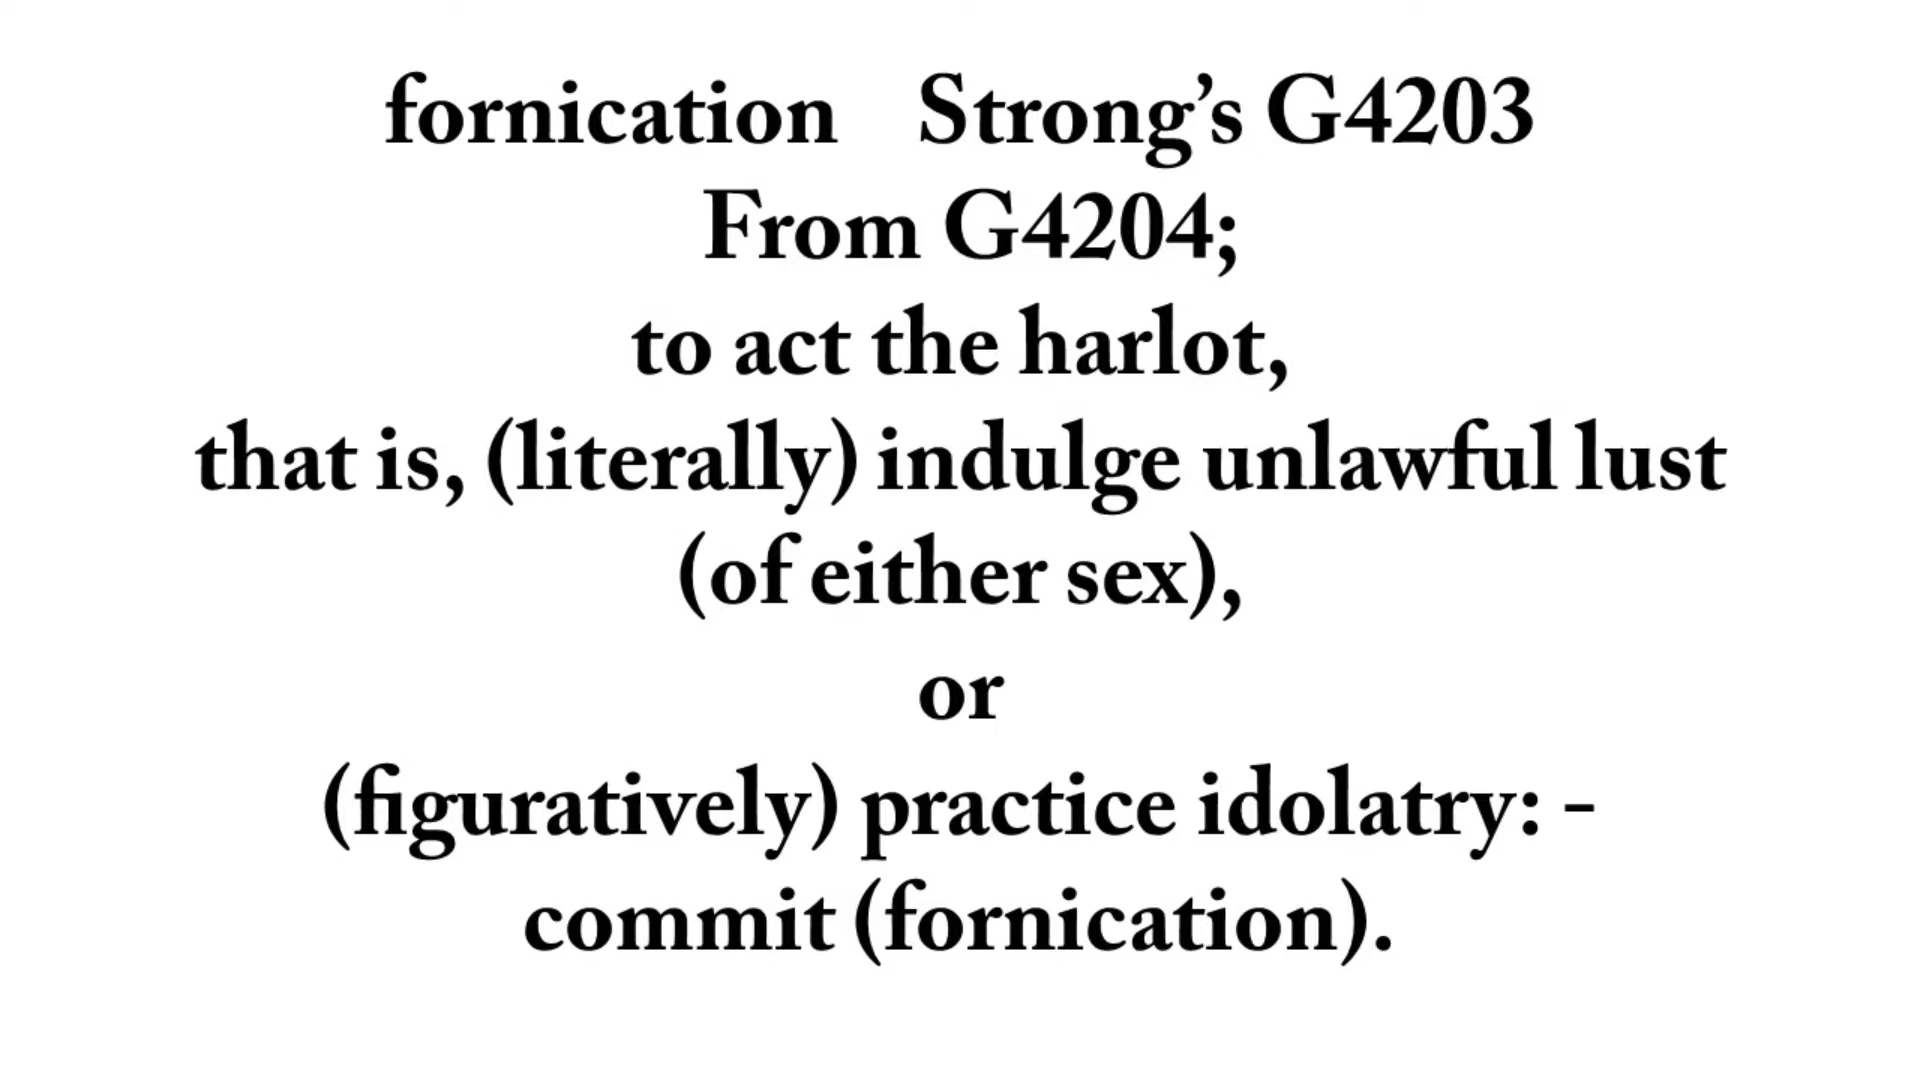 fornication Strong’s G4203
From G4204;
to act the harlot,
that is, (literally) indulge unlawful lust
(of either sex),
or
(figuratively) practice idolatry: -
commit (fornication).